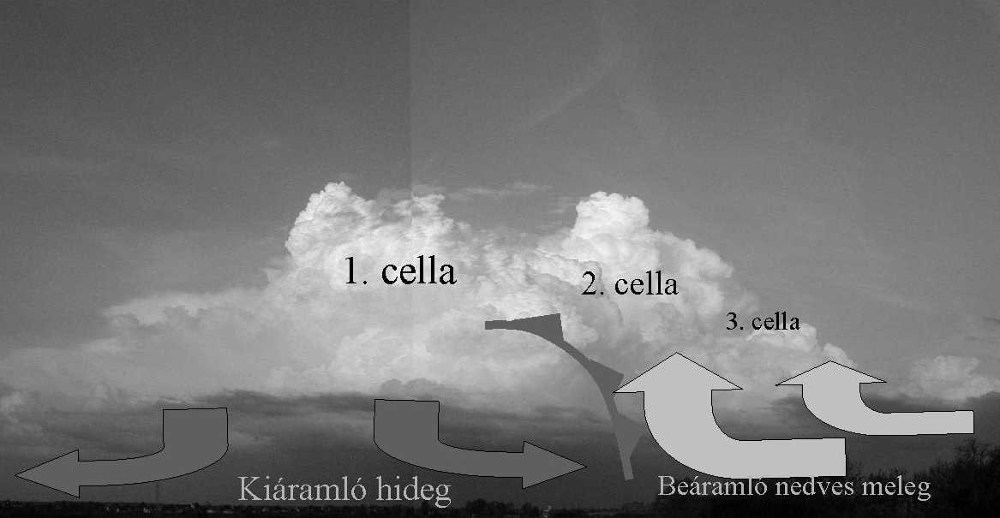 1. cella
2. cella
3. cella
Kiáramló hideg
Beáramló nedves meleg